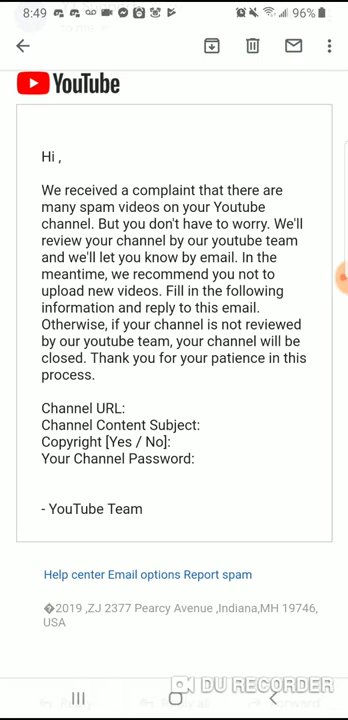 8:49
96%
YouTube
Hi ,
We received a complaint that there are
many spam videos on your Youtube
channel. But you don't have to worry. We'll
review your channel by our youtube team
and we'll let you know by email. In the
meantime, we recommend you not to
upload new videos. Fill in the following
information and reply to this email.
Otherwise, if your channel is not reviewed
by our youtube team, your channel will be
closed. Thank you for your patience in this
process.
Channel URL:
Channel Content Subject:
Copyright [Yes / No]:
Your Channel Password:
- YouTube Team
Help center Email options Report spam
�2019 ,ZJ 2377 Pearcy Avenue ,Indiana,MH 19746,
USA
DU RECORDER